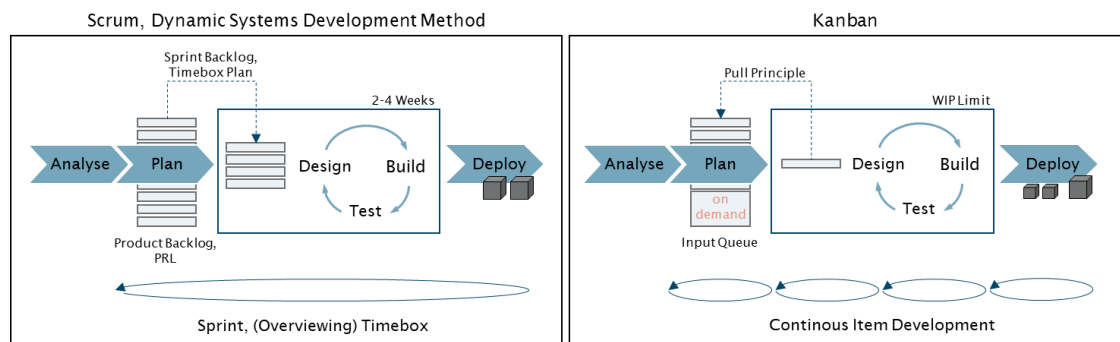 Scrum, Dynamic Systems Development Method
Sprint Backlog,
Timebox Plan
2-4 Weeks
Analyse
Plan
Design
Build
Test
Deploy
Product Backlog,
PRL
Sprint, (Overviewing) Timebox
Kanban
Pull Principle
WIP Limit
Analyse
Plan
Design
Build
Test
Deploy
on
demand
Input Queue
Continous Item Development